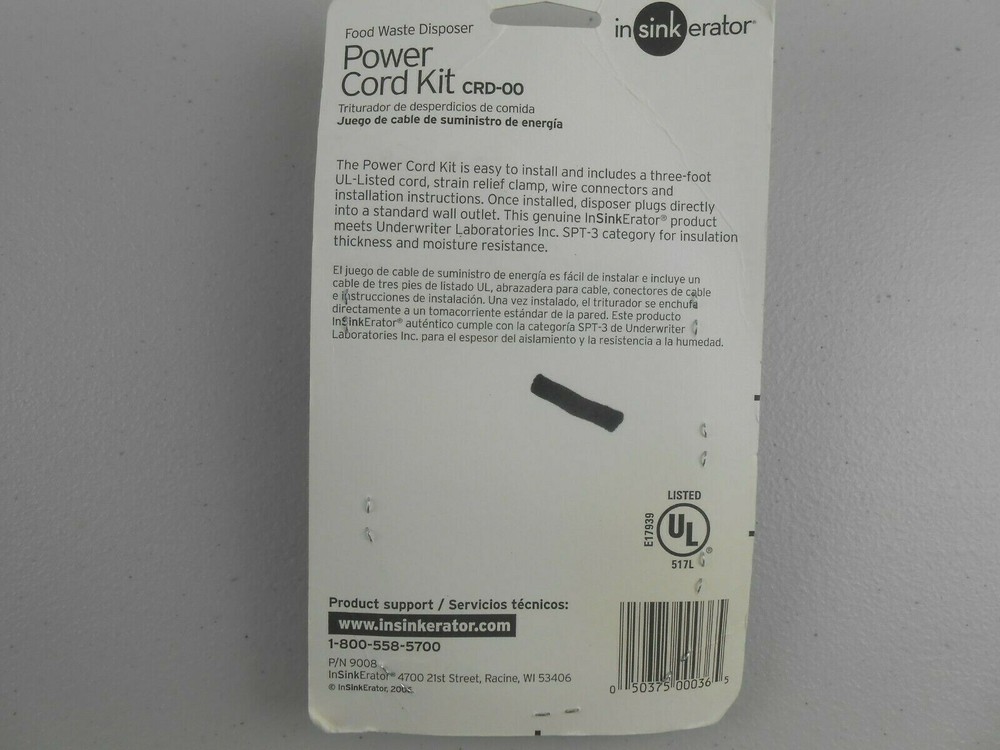 Food Waste Disposer
Power
Cord Kit CRD-00
Triturador de desperdicios de comida
Juego de cable de suministro de energía
insinkerator®
The Power Cord Kit is easy to install and includes a three-foot
UL-Listed cord, strain relief clamp, wire connectors and
installation instructions. Once installed, disposer plugs directly
into a standard wall outlet. This genuine InSinkErator® product
meets Underwriter Laboratories Inc. SPT-3 category for insulation
thickness and moisture resistance.
El juego de cable de suministro de energía es fácil de instalar e incluye un
cable de tres pies de listado UL, abrazadera para cable, conectores de cable
e instrucciones de instalación. Una vez instalado, el triturador se enchufa
directamente a un tomacorriente estándar de la pared. Este producto
InSinkErator® auténtico cumple con la categoría SPT-3 de Underwriter
Laboratories Inc. para el espesor del aislamiento y la resistencia a la humedad.
LISTED
E17939
UL®
517L
Product support / Servicios técnicos:
www.insinkerator.com
1-800-558-5700
P/N 9008
InSinkErator® 4700 21st Street, Racine, WI 53406
© InSinkErator,
0 50375 00036 5